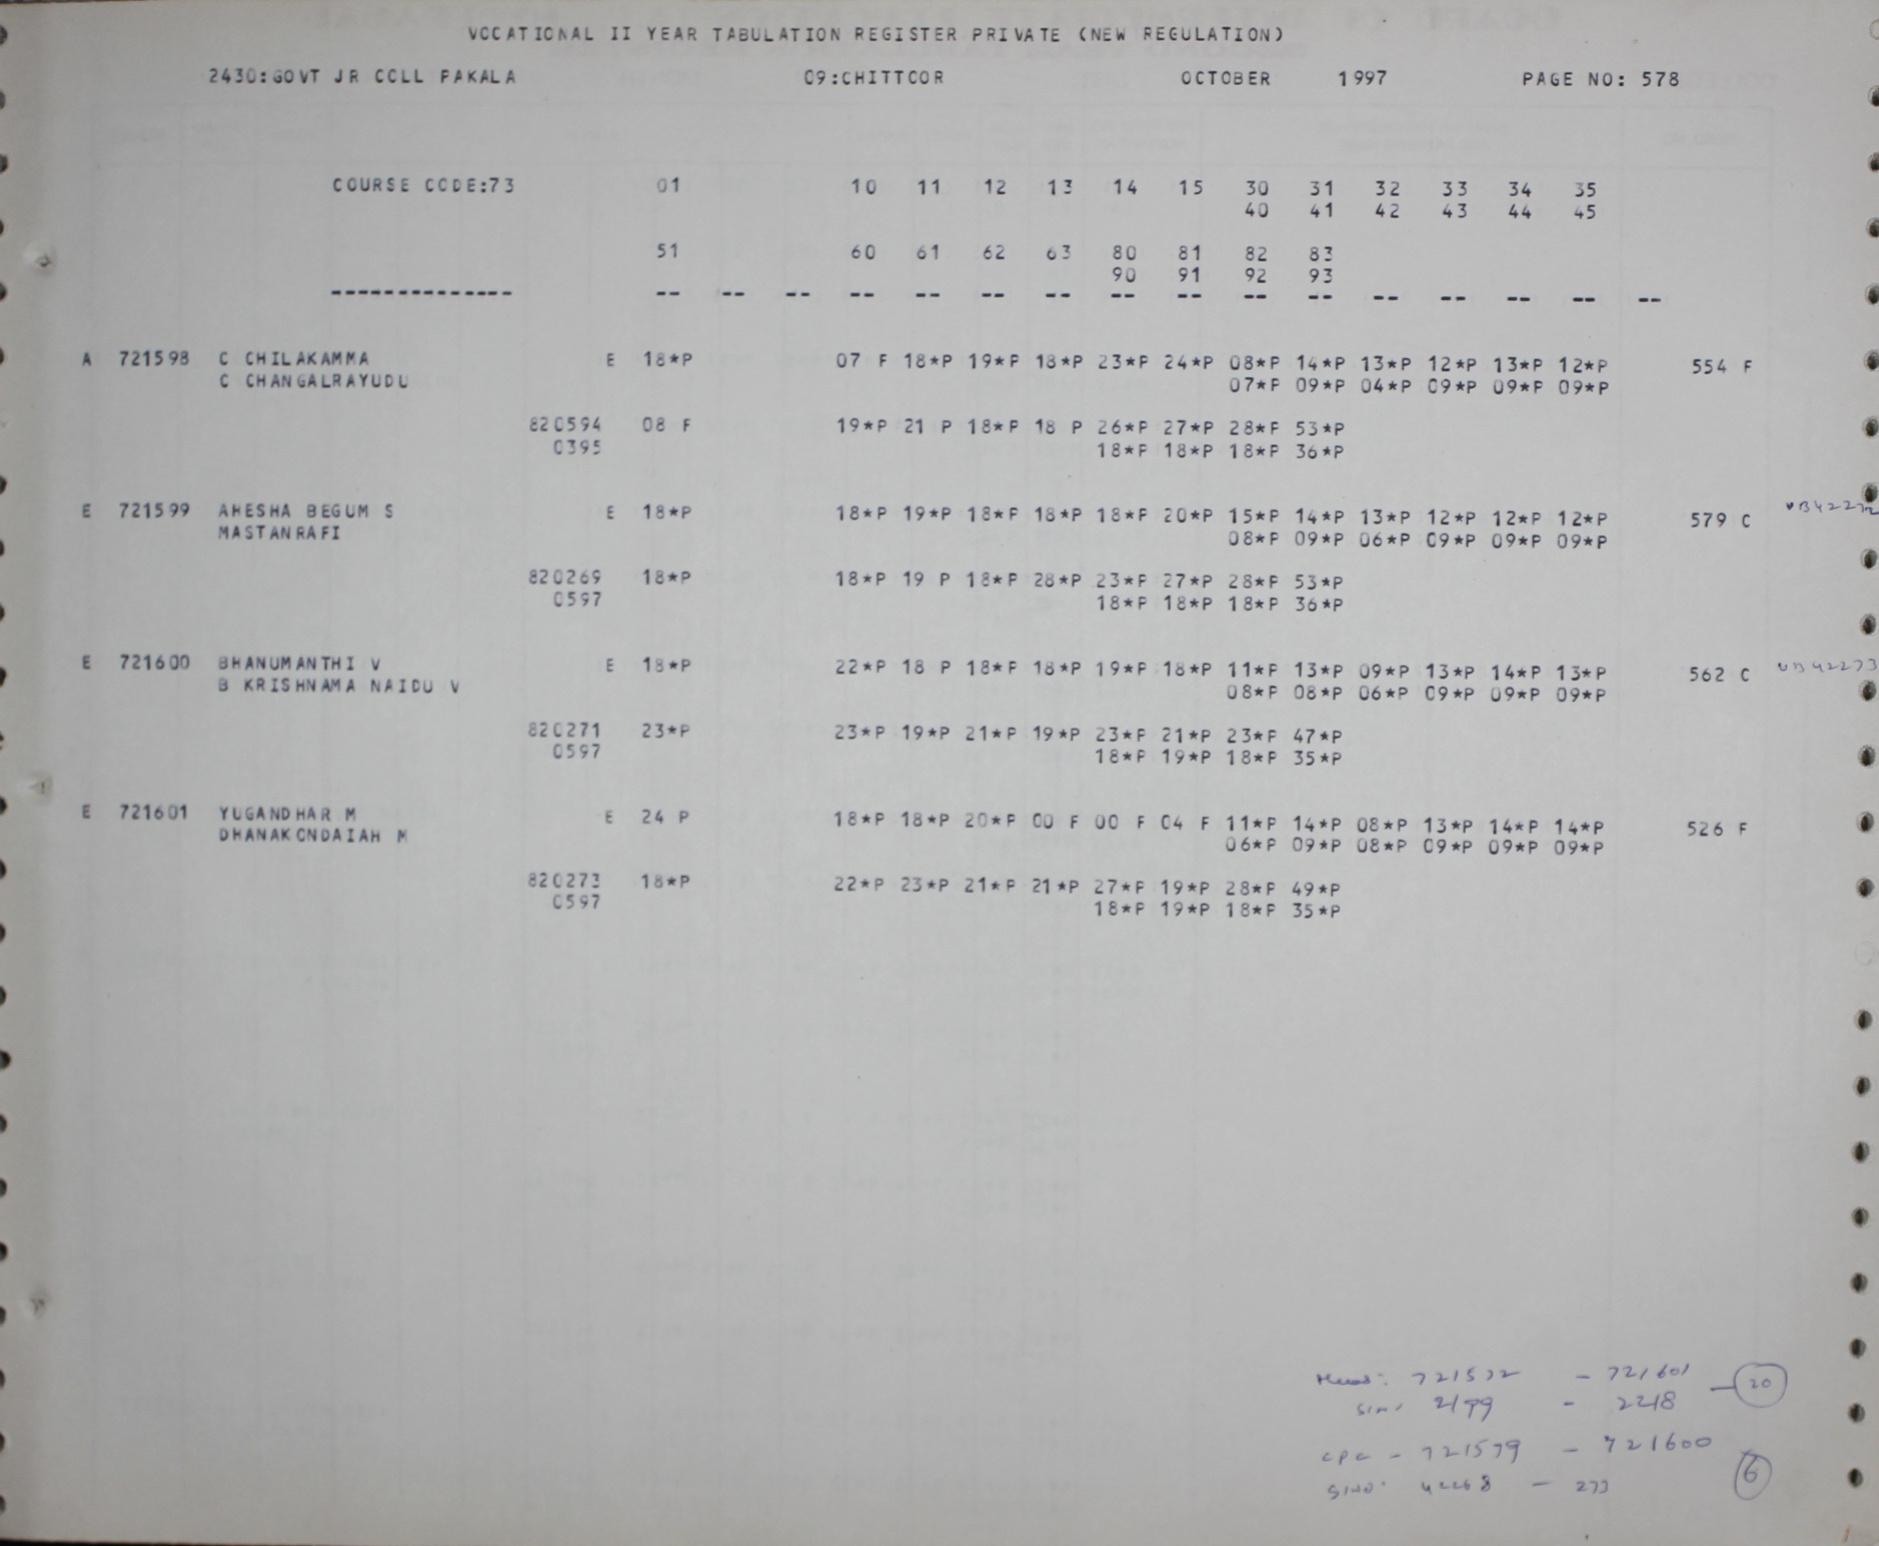 VOCATIONAL II YEAR TABULATION REGISTER PRIVATE (NEW REGULATION)
2430:GOVT JR COLL PAKALA 09:CHITTOOR OCTOBER 1997 PAGE NO: 578
COURSE CODE:73 01 10 11 12 13 14 15 30 31 32 33 34 35
40 41 42 43 44 45
51 60 61 62 63 80 81 82 83
90 91 92 93
-------------- -- -- -- -- -- -- -- -- -- -- -- -- -- -- -- --
A 721598 C CHILAKAMMA E 18*P 07 F 18*P 19*P 18*P 23*P 24*P 08*P 14*P 13*P 12*P 13*P 12*P 554 F
C CHANGALRAYUDU 07*P 09*P 04*P 09*P 09*P 09*P
820594 08 F 19*P 21 P 18*P 18 P 26*P 27*P 28*P 53*P
0395 18*P 18*P 18*P 36*P
E 721599 AHESHA BEGUM S E 18*P 18*P 19*P 18*P 18*P 18*P 20*P 15*P 14*P 13*P 12*P 12*P 12*P 579 C VB42272
MASTANRAFI 08*P 09*P 06*P 09*P 09*P 09*P
820269 18*P 18*P 19 P 18*P 28*P 23*P 27*P 28*P 53*P
0597 18*P 18*P 18*P 36*P
E 721600 BHANUMANTHI V E 18*P 22*P 18 P 18*P 18*P 19*P 18*P 11*P 13*P 09*P 13*P 14*P 13*P 562 C VB42273
B KRISHNAMA NAIDU V 08*P 08*P 06*P 09*P 09*P 09*P
820271 23*P 23*P 19*P 21*P 19*P 23*P 21*P 23*P 47*P
0597 18*P 19*P 18*P 35*P
E 721601 YUGANDHAR M E 24 P 18*P 18*P 20*P 00 F 00 F 04 F 11*P 14*P 08*P 13*P 14*P 14*P 526 F
DHANAKONDAIAH M 06*P 09*P 08*P 09*P 09*P 09*P
820273 18*P 22*P 23*P 21*P 21*P 27*P 19*P 28*P 49*P
0597 18*P 19*P 18*P 35*P
- 721601 - 20
2199 - 2218
CPC - 721579 - 721600
42268 - 273 6